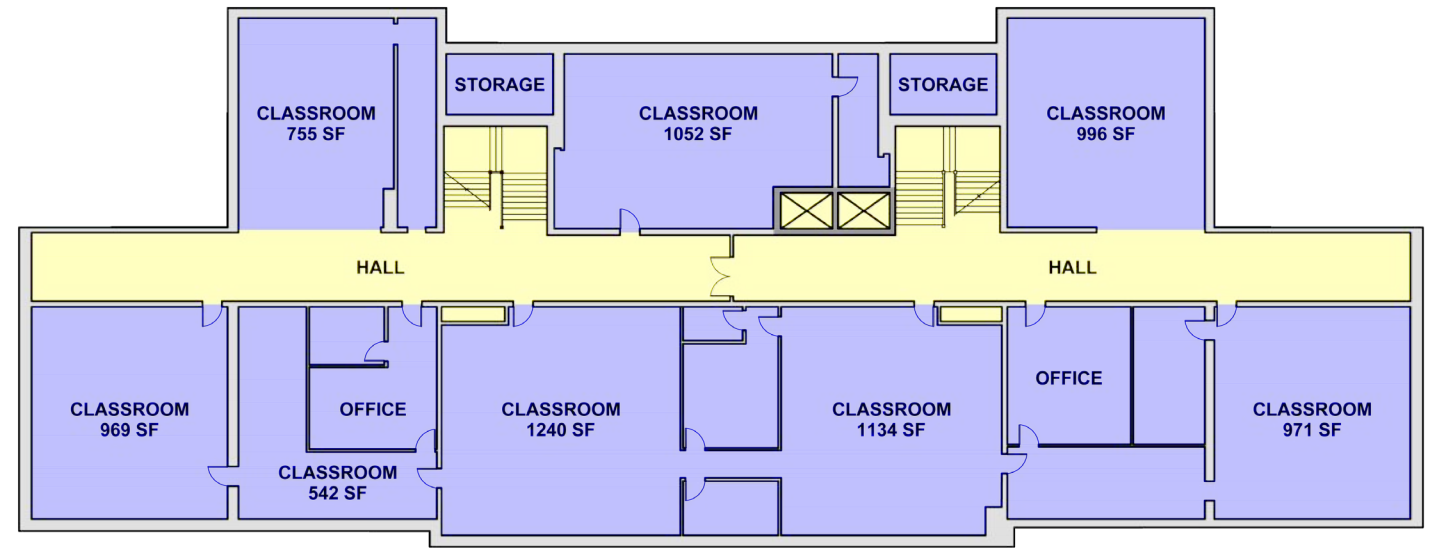 CLASSROOM
755 SF
STORAGE
CLASSROOM
1052 SF
STORAGE
CLASSROOM
996 SF
HALL
HALL
CLASSROOM
969 SF
OFFICE
CLASSROOM
542 SF
CLASSROOM
1240 SF
CLASSROOM
1134 SF
OFFICE
CLASSROOM
971 SF